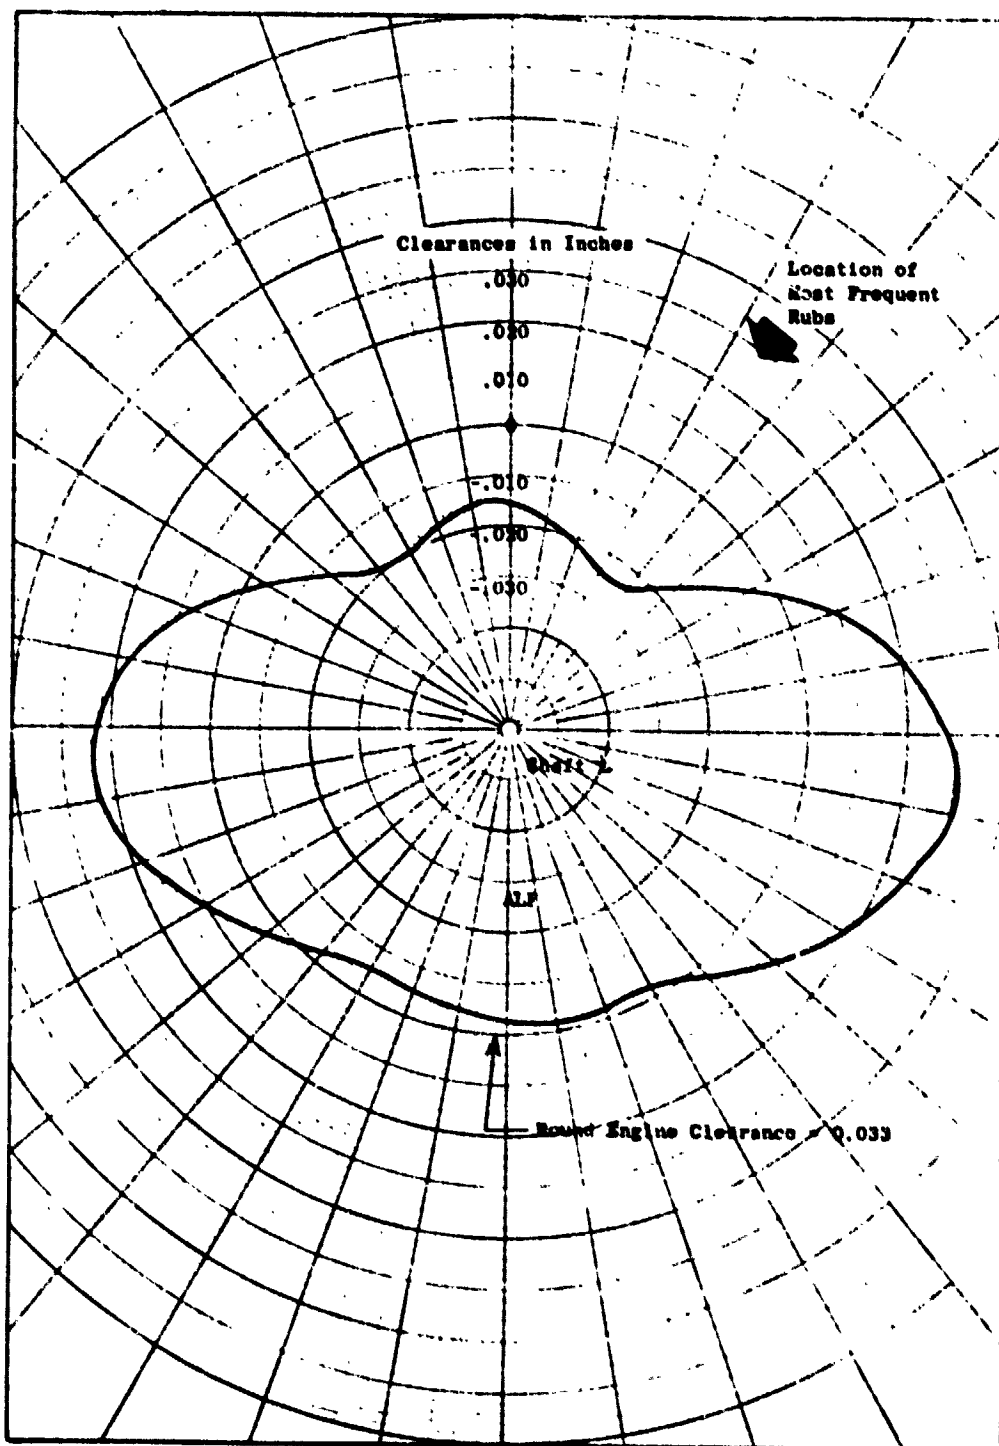 Clearances in Inches
.030
.020
.010
-.010
-.020
-.030
Location of
Most Frequent
Rubs
Shaft
ALF
Round Engine Clearance = 0.033